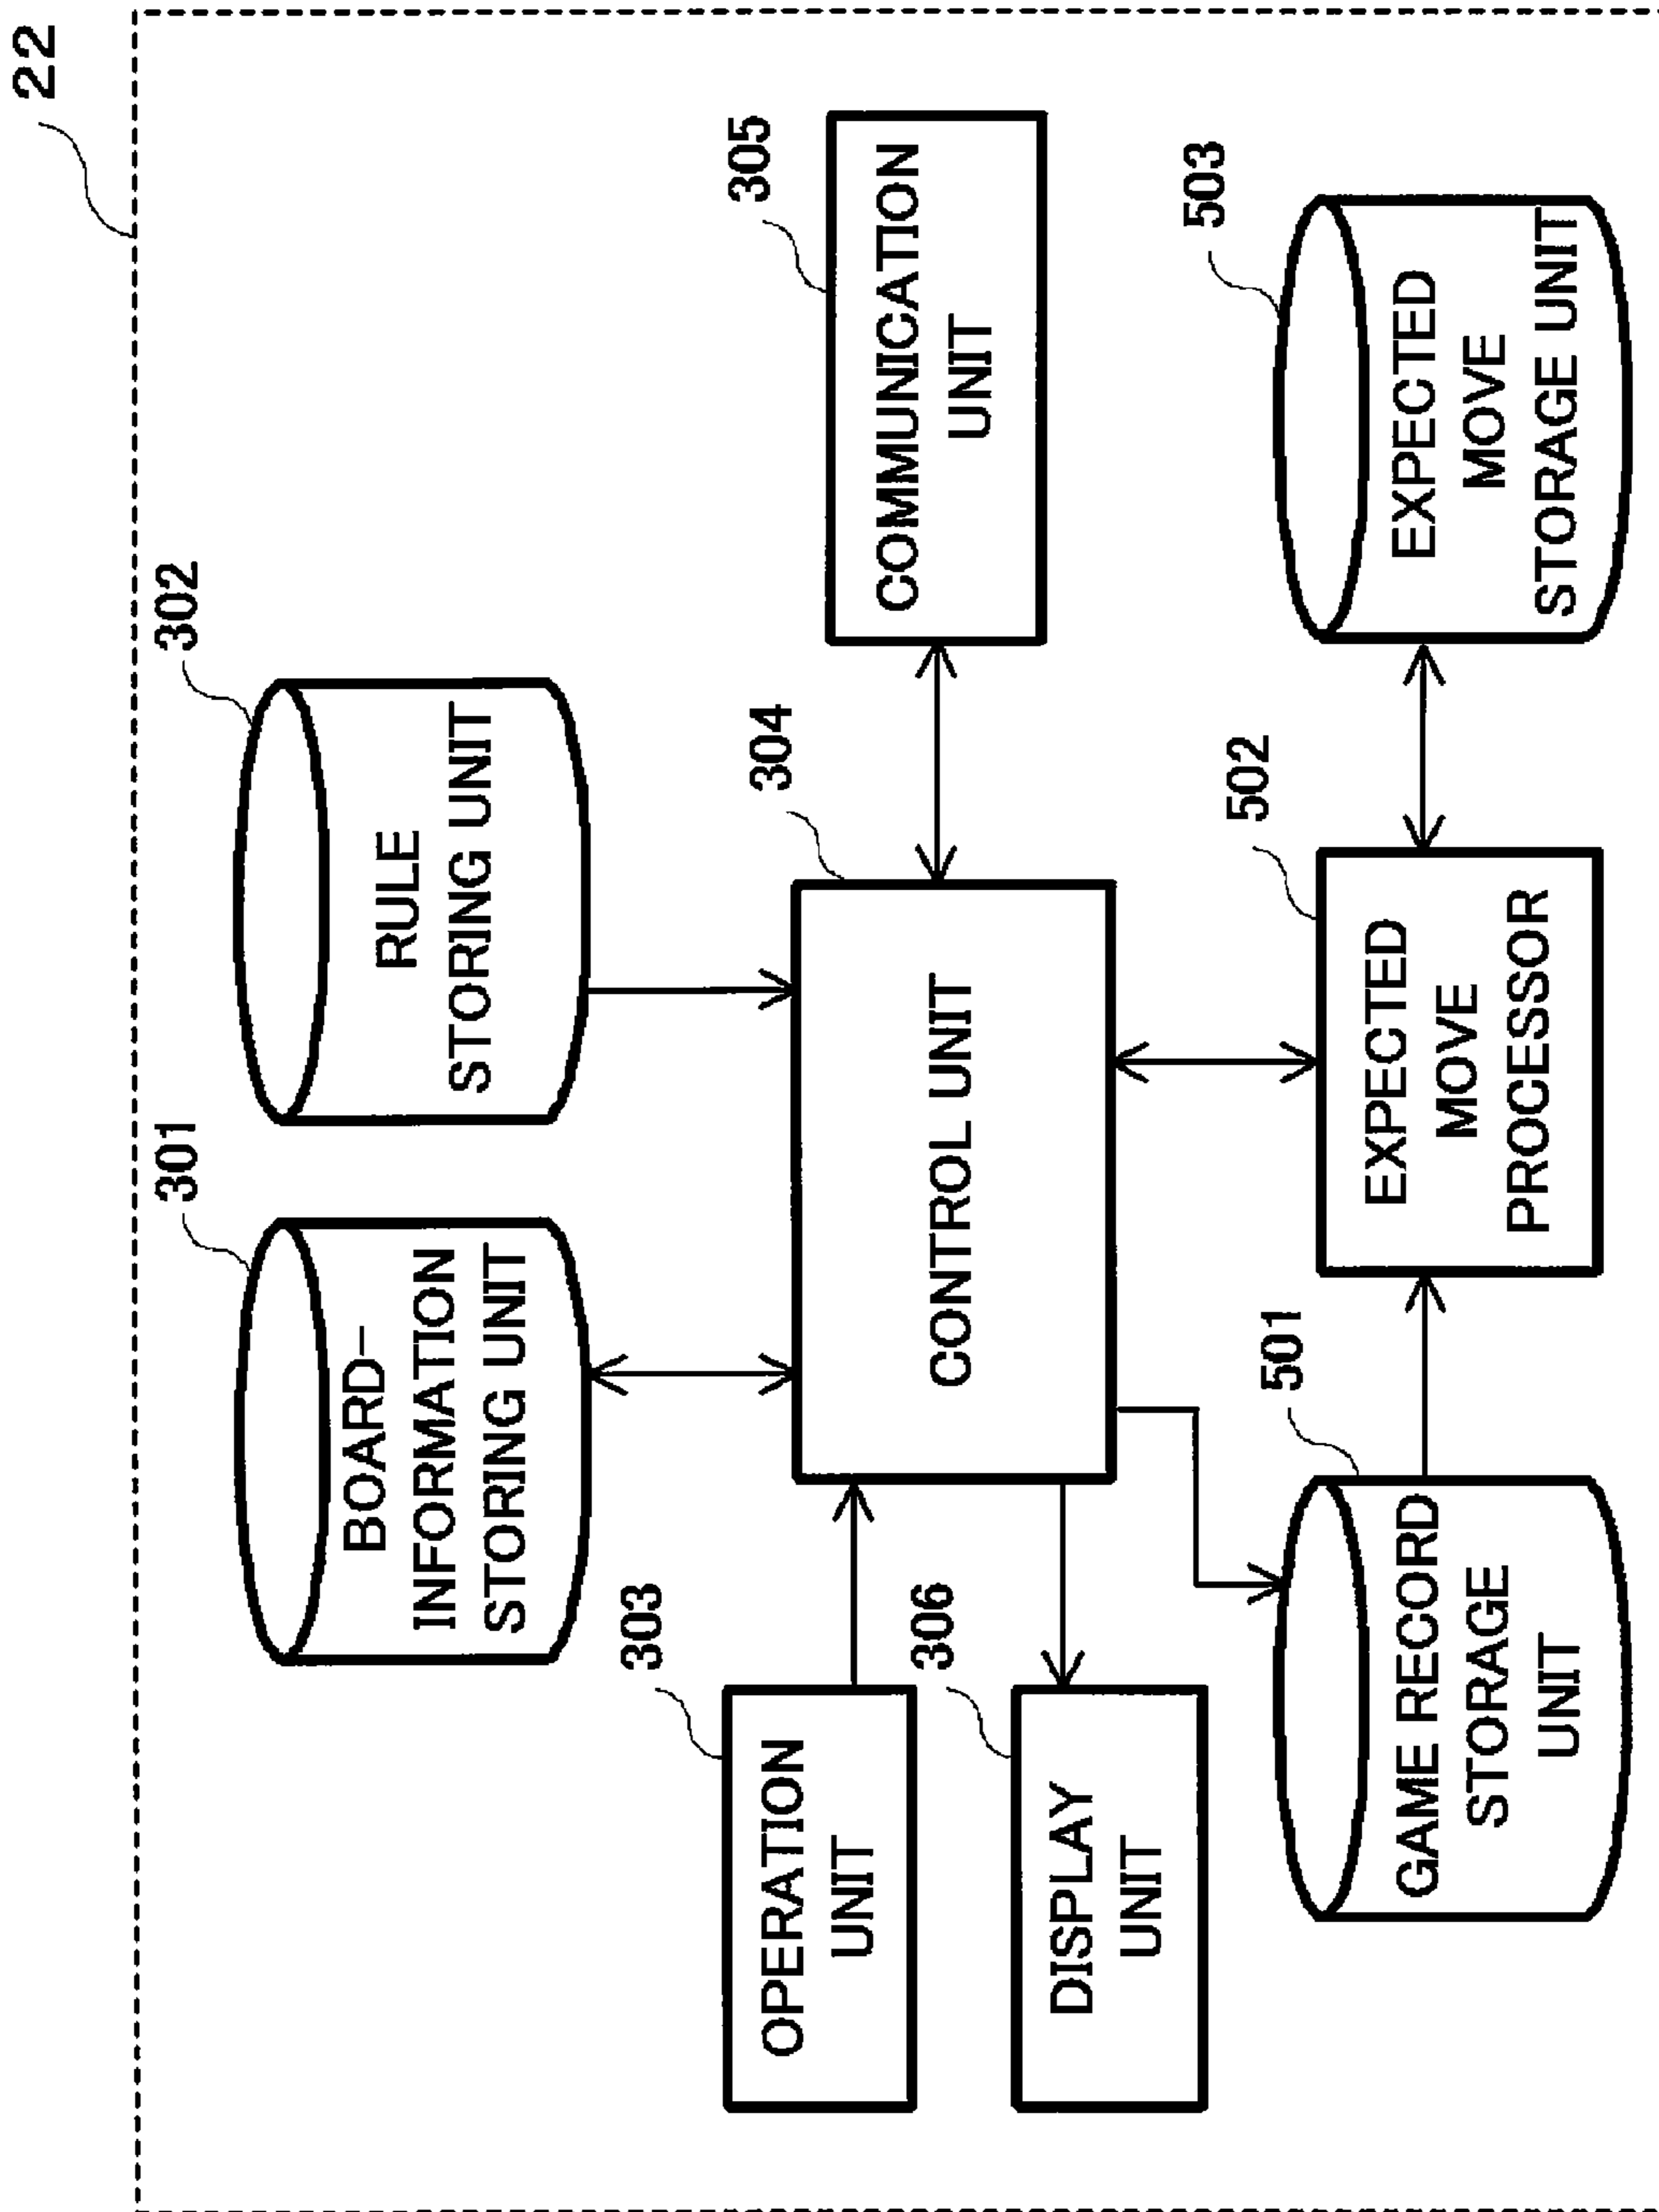 22
301
BOARD-
INFORMATION
STORING UNIT
302
RULE
STORING UNIT
303
OPERATION
UNIT
304
CONTROL UNIT
305
COMMUNICATION
UNIT
306
DISPLAY
UNIT
501
GAME RECORD
STORAGE
UNIT
502
EXPECTED
MOVE
PROCESSOR
503
EXPECTED
MOVE
STORAGE UNIT